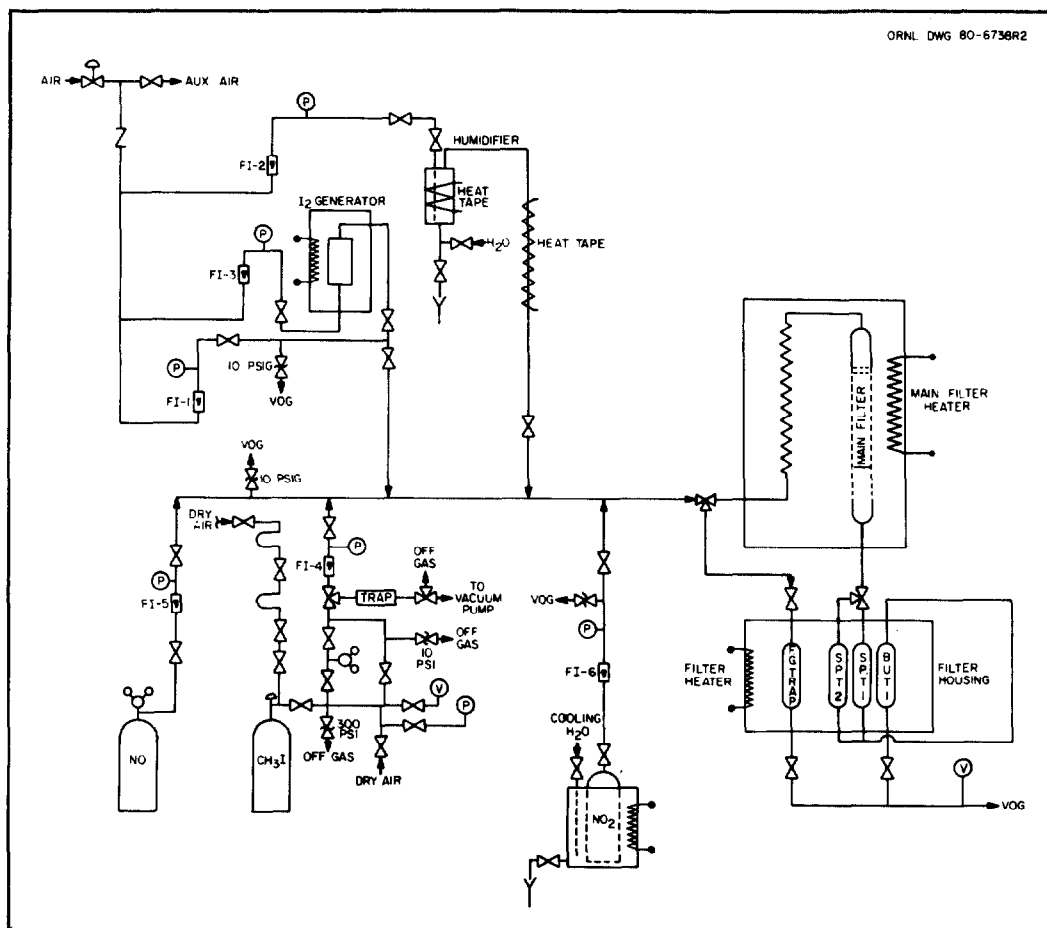 ORNL DWG 80-6738R2
AIR
AUX AIR
P
HUMIDIFIER
FI-2
HEAT
TAPE
I2 GENERATOR
P
H2O
HEAT TAPE
FI-3
P
10 PSIG
VOG
FI-1
MAIN FILTER
MAIN FILTER
HEATER
VOG
10 PSIG
DRY
AIR
P
FI-4
OFF
GAS
P
FI-5
TRAP
TO
VACUUM
PUMP
VOG
P
OFF
GAS
10
PSI
FI-6
FILTER
HEATER
EG TRAP
SPT 2
SPT 1
BUT 1
FILTER
HOUSING
V
P
300
PSI
OFF GAS
DRY AIR
COOLING
H2O
NO
CH3I
NO2
V
VOG